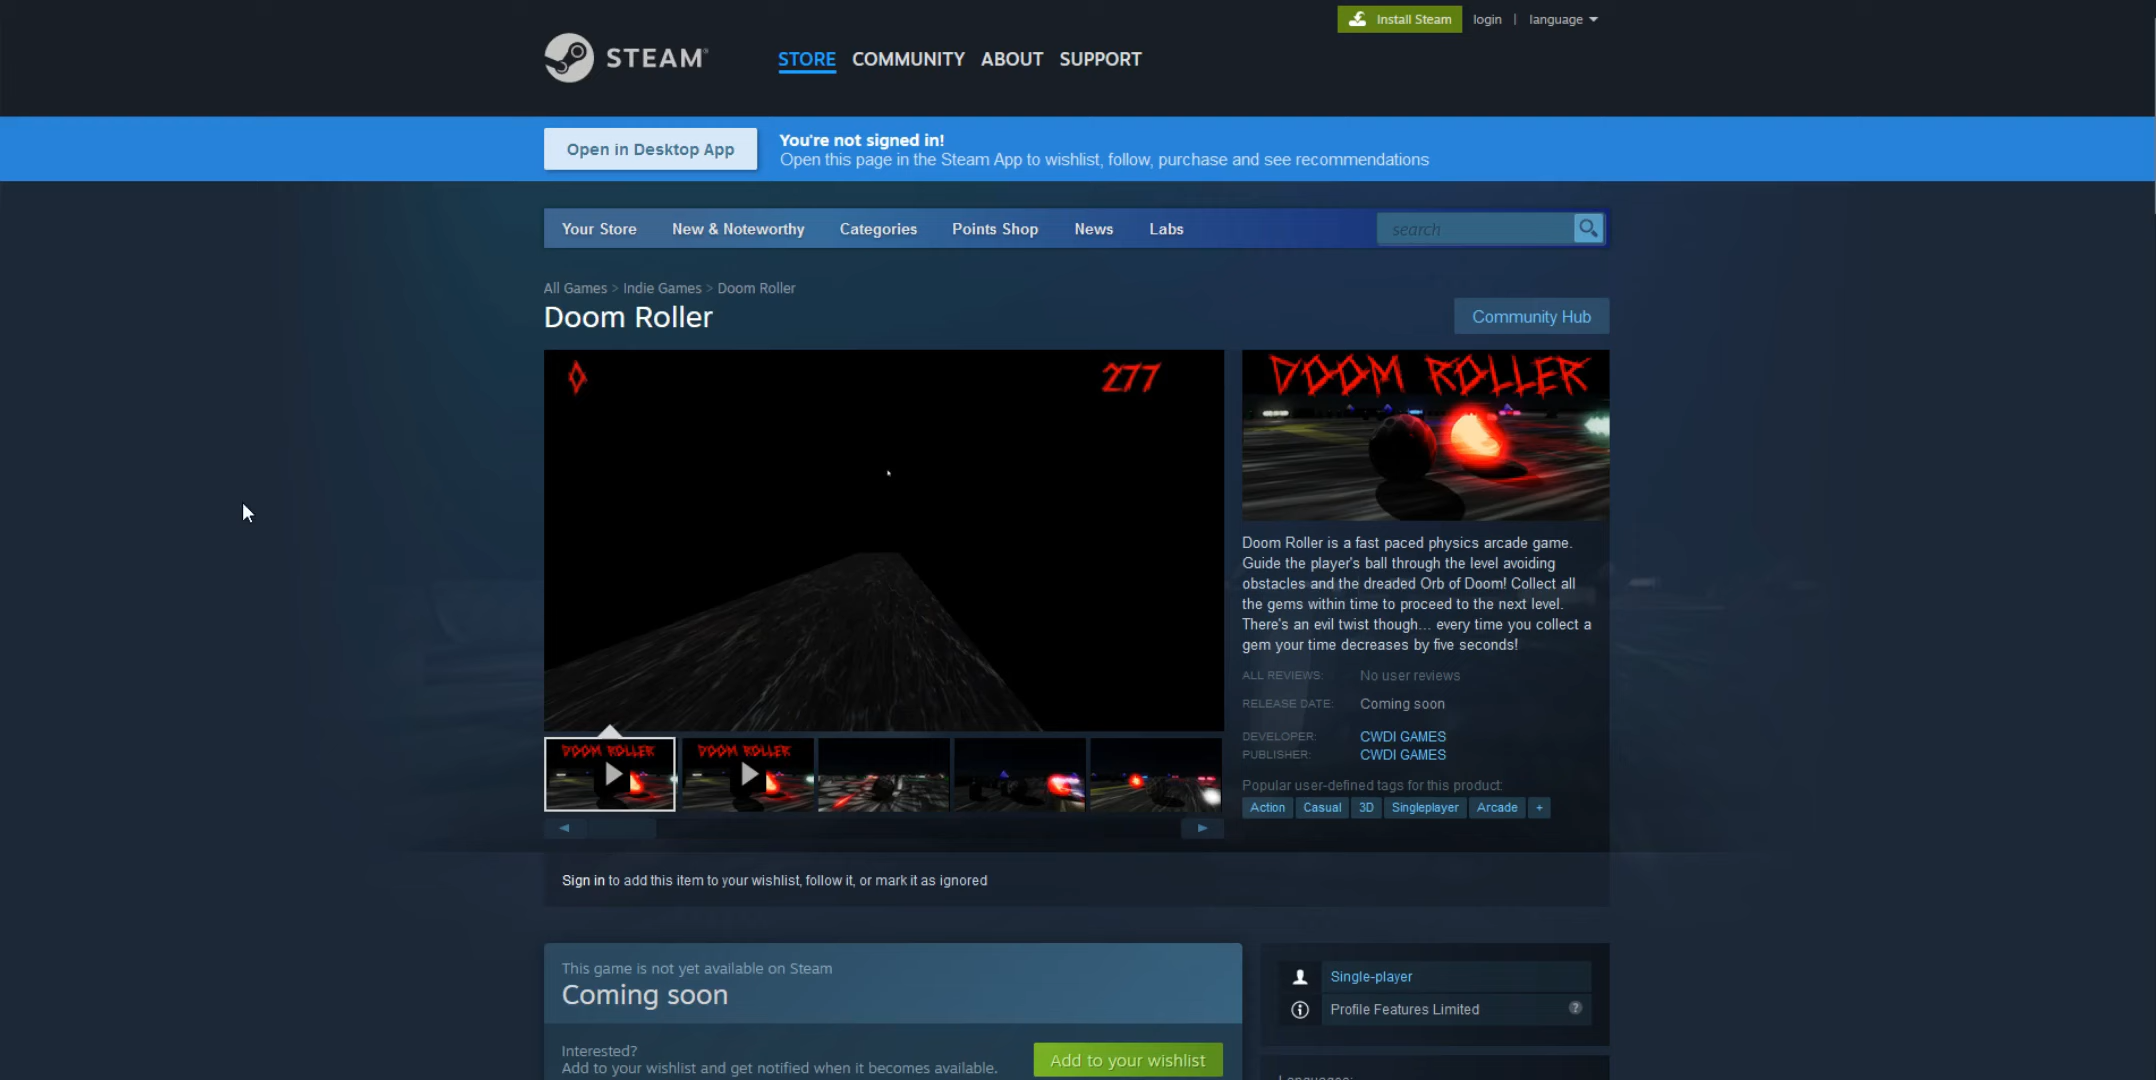 Install Steam
login | language
STEAM
STORE COMMUNITY ABOUT SUPPORT
Open in Desktop App
You're not signed in!
Open this page in the Steam App to wishlist, follow, purchase and see recommendations
Your Store New & Noteworthy Categories Points Shop News Labs
search
All Games > Indie Games > Doom Roller
Doom Roller
Community Hub
277
DOOM ROLLER
Doom Roller is a fast paced physics arcade game.
Guide the player's ball through the level avoiding
obstacles and the dreaded Orb of Doom! Collect all
the gems within time to proceed to the next level.
There's an evil twist though... every time you collect a
gem your time decreases by five seconds!
ALL REVIEWS: No user reviews
RELEASE DATE: Coming soon
DEVELOPER: CWDI GAMES
PUBLISHER: CWDI GAMES
Popular user-defined tags for this product:
Action Casual 3D Singleplayer Arcade +
DOOM ROLLER
DOOM ROLLER
Sign in to add this item to your wishlist, follow it, or mark it as ignored
This game is not yet available on Steam
Coming soon
Interested?
Add to your wishlist and get notified when it becomes available.
Add to your wishlist
Single-player
Profile Features Limited ?
Languages: